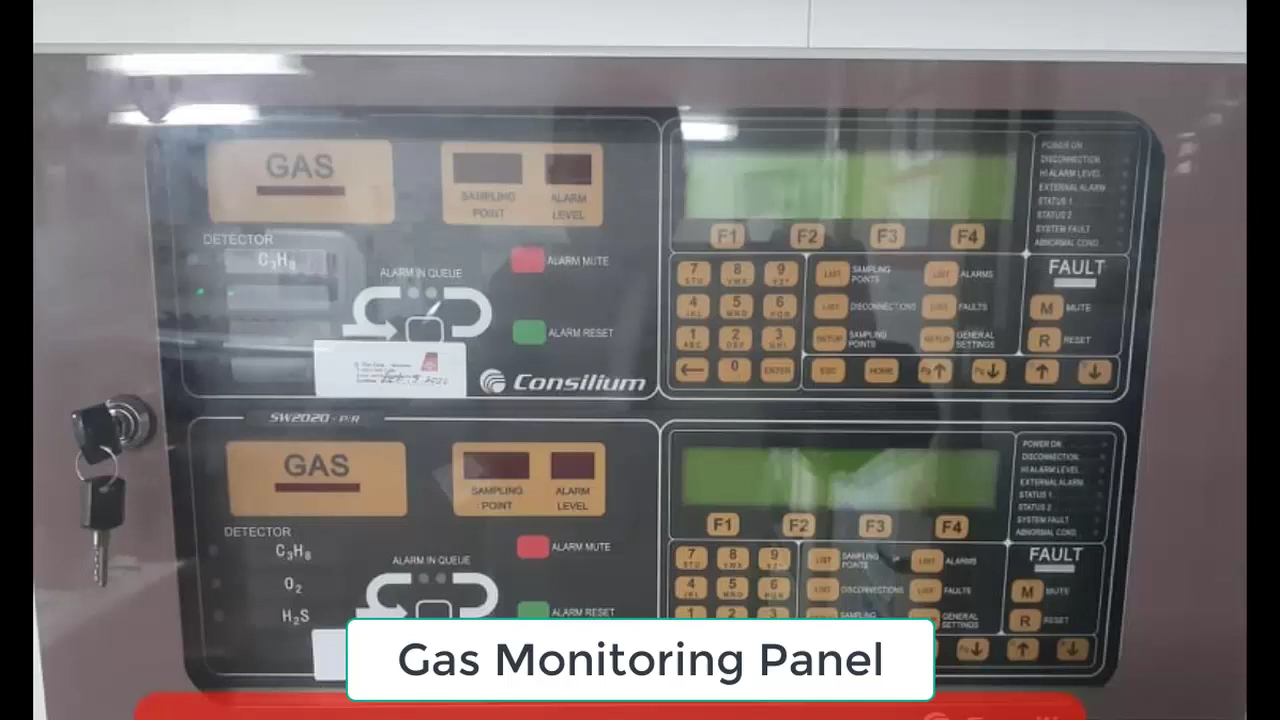 GAS
SAMPLING POINT
ALARM LEVEL
DETECTOR
C3H8
ALARM IN QUEUE
ALARM MUTE
ALARM RESET
Consilium
F1 F2 F3 F4
POWER ON
DISCONNECTION
HI ALARM LEVEL
EXTERNAL ALARM
STATUS 1
STATUS 2
SYSTEM FAULT
ABNORMAL COND.
7 8 9
4 5 6
1 2 3
0 ENTER
LIST SAMPLING POINTS
LIST ALARMS
LIST DISCONNECTIONS
LIST FAULTS
SETUP SAMPLING POINTS
SETUP GENERAL SETTINGS
ESC HOME
FAULT
M MUTE
R RESET
SW2020 - P/R
GAS
SAMPLING POINT
ALARM LEVEL
DETECTOR
C3H8
O2
H2S
ALARM IN QUEUE
ALARM MUTE
ALARM RESET
F1 F2 F3 F4
POWER ON
DISCONNECTION
HI ALARM LEVEL
EXTERNAL ALARM
STATUS 1
STATUS 2
SYSTEM FAULT
ABNORMAL COND.
7 8 9
4 5 6
1 2 3
LIST SAMPLING POINTS
LIST ALARMS
LIST DISCONNECTIONS
LIST FAULTS
SAMPLING
GENERAL SETTINGS
FAULT
M MUTE
R RESET
Gas Monitoring Panel